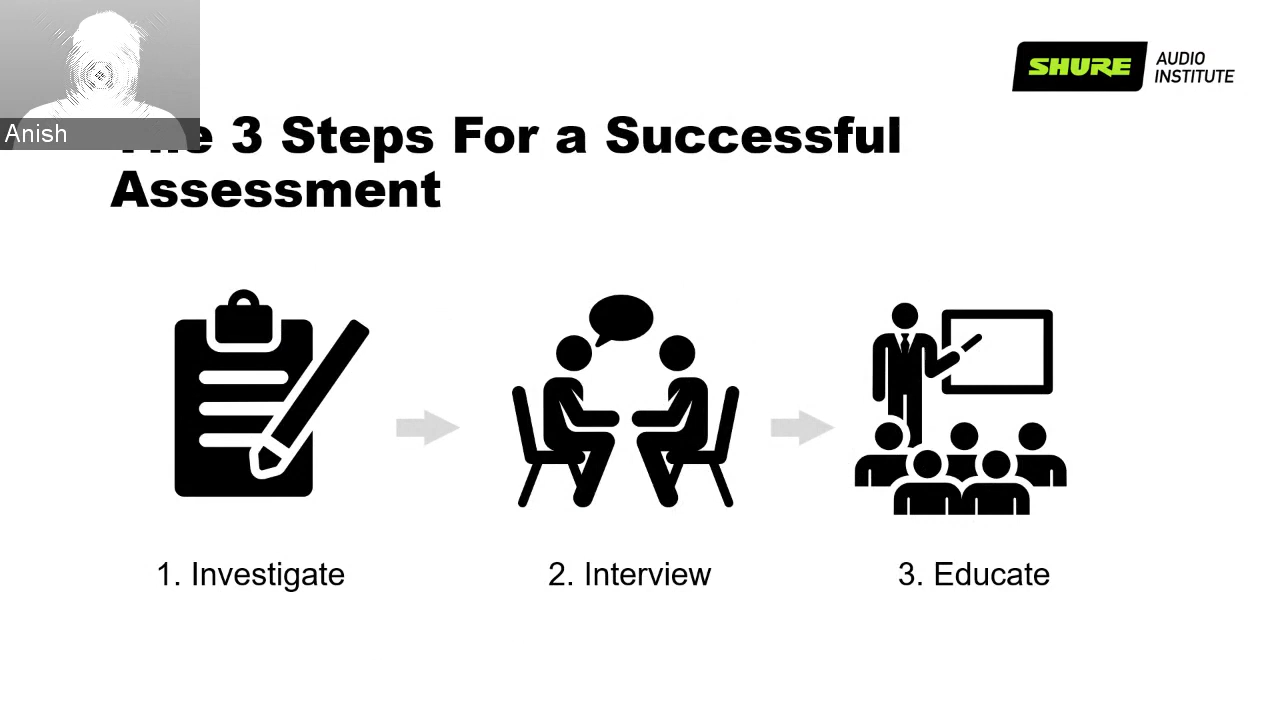 SHURE AUDIO
INSTITUTE
Anish
3 Steps For a Successful
Assessment
1. Investigate
2. Interview
3. Educate